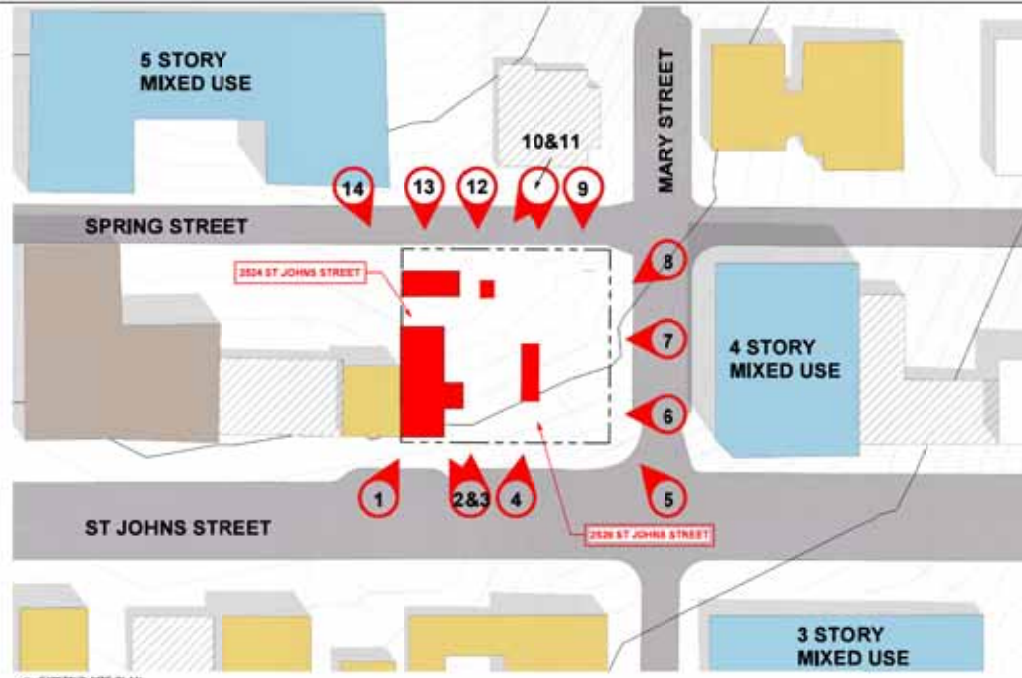 5 STORY
MIXED USE
MARY STREET
10&11
14
13
12
9
SPRING STREET
8
2524 ST JOHNS STREET
7
4 STORY
MIXED USE
6
1
2&3
4
5
ST JOHNS STREET
2528 ST JOHNS STREET
3 STORY
MIXED USE